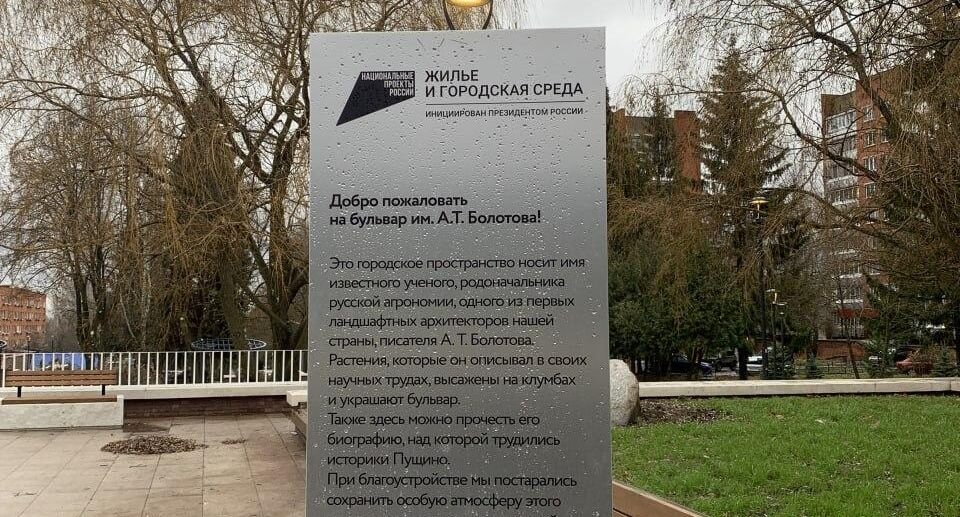 НАЦИОНАЛЬНЫЕ
ПРОЕКТЫ
РОССИИ
ЖИЛЬЕ
И ГОРОДСКАЯ СРЕДА
ИНИЦИИРОВАН ПРЕЗИДЕНТОМ РОССИИ
Добро пожаловать
на бульвар им. А.Т. Болотова!
Это городское пространство носит имя
известного ученого, родоначальника
русской агрономии, одного из первых
ландшафтных архитекторов нашей
страны, писателя А. Т. Болотова.
Растения, которые он описывал в своих
научных трудах, высажены на клумбах
и украшают бульвар.
Также здесь можно прочесть его
биографию, над которой трудились
историки Пущино.
При благоустройстве мы постарались
сохранить особую атмосферу этого